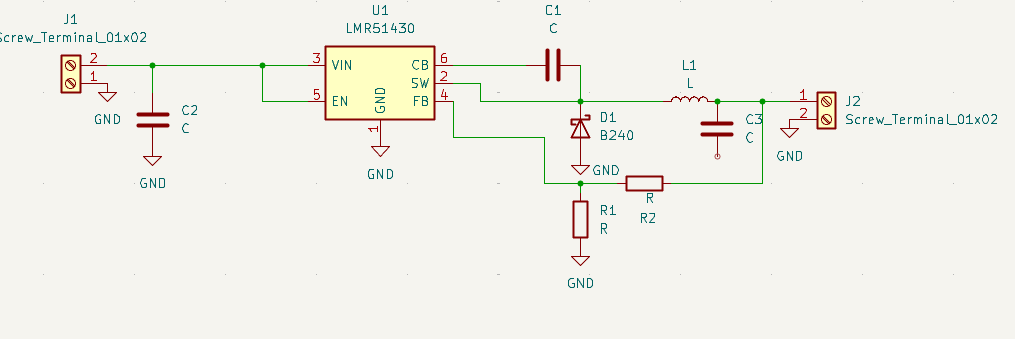 J1
Screw_Terminal_01x02
2
1
GND
C2
C
GND
U1
LMR51430
3
VIN
5
EN
GND
1
GND
CB
6
SW
2
FB
4
C1
C
D1
B240
GND
L1
L
C3
C
1
2
J2
Screw_Terminal_01x02
GND
R
R2
R1
R
GND